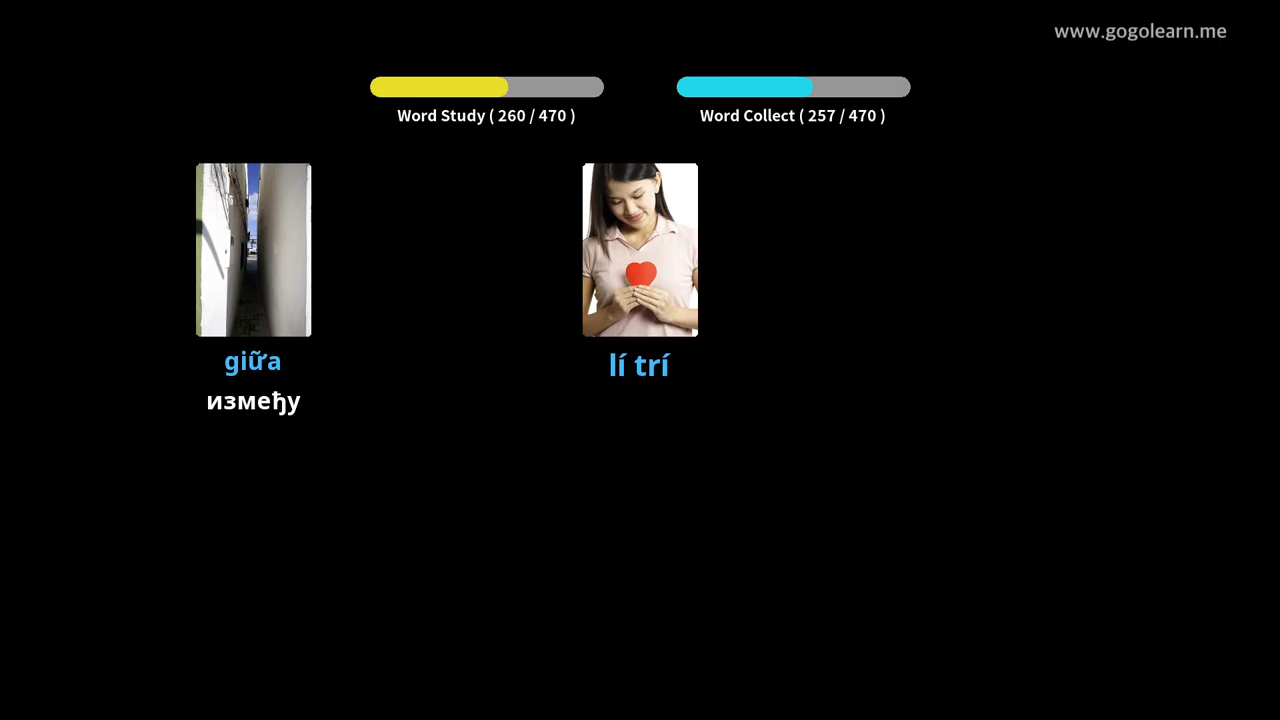 www.gogolearn.me
Word Study ( 260 / 470 )
Word Collect ( 257 / 470 )
giữa
између
lí trí